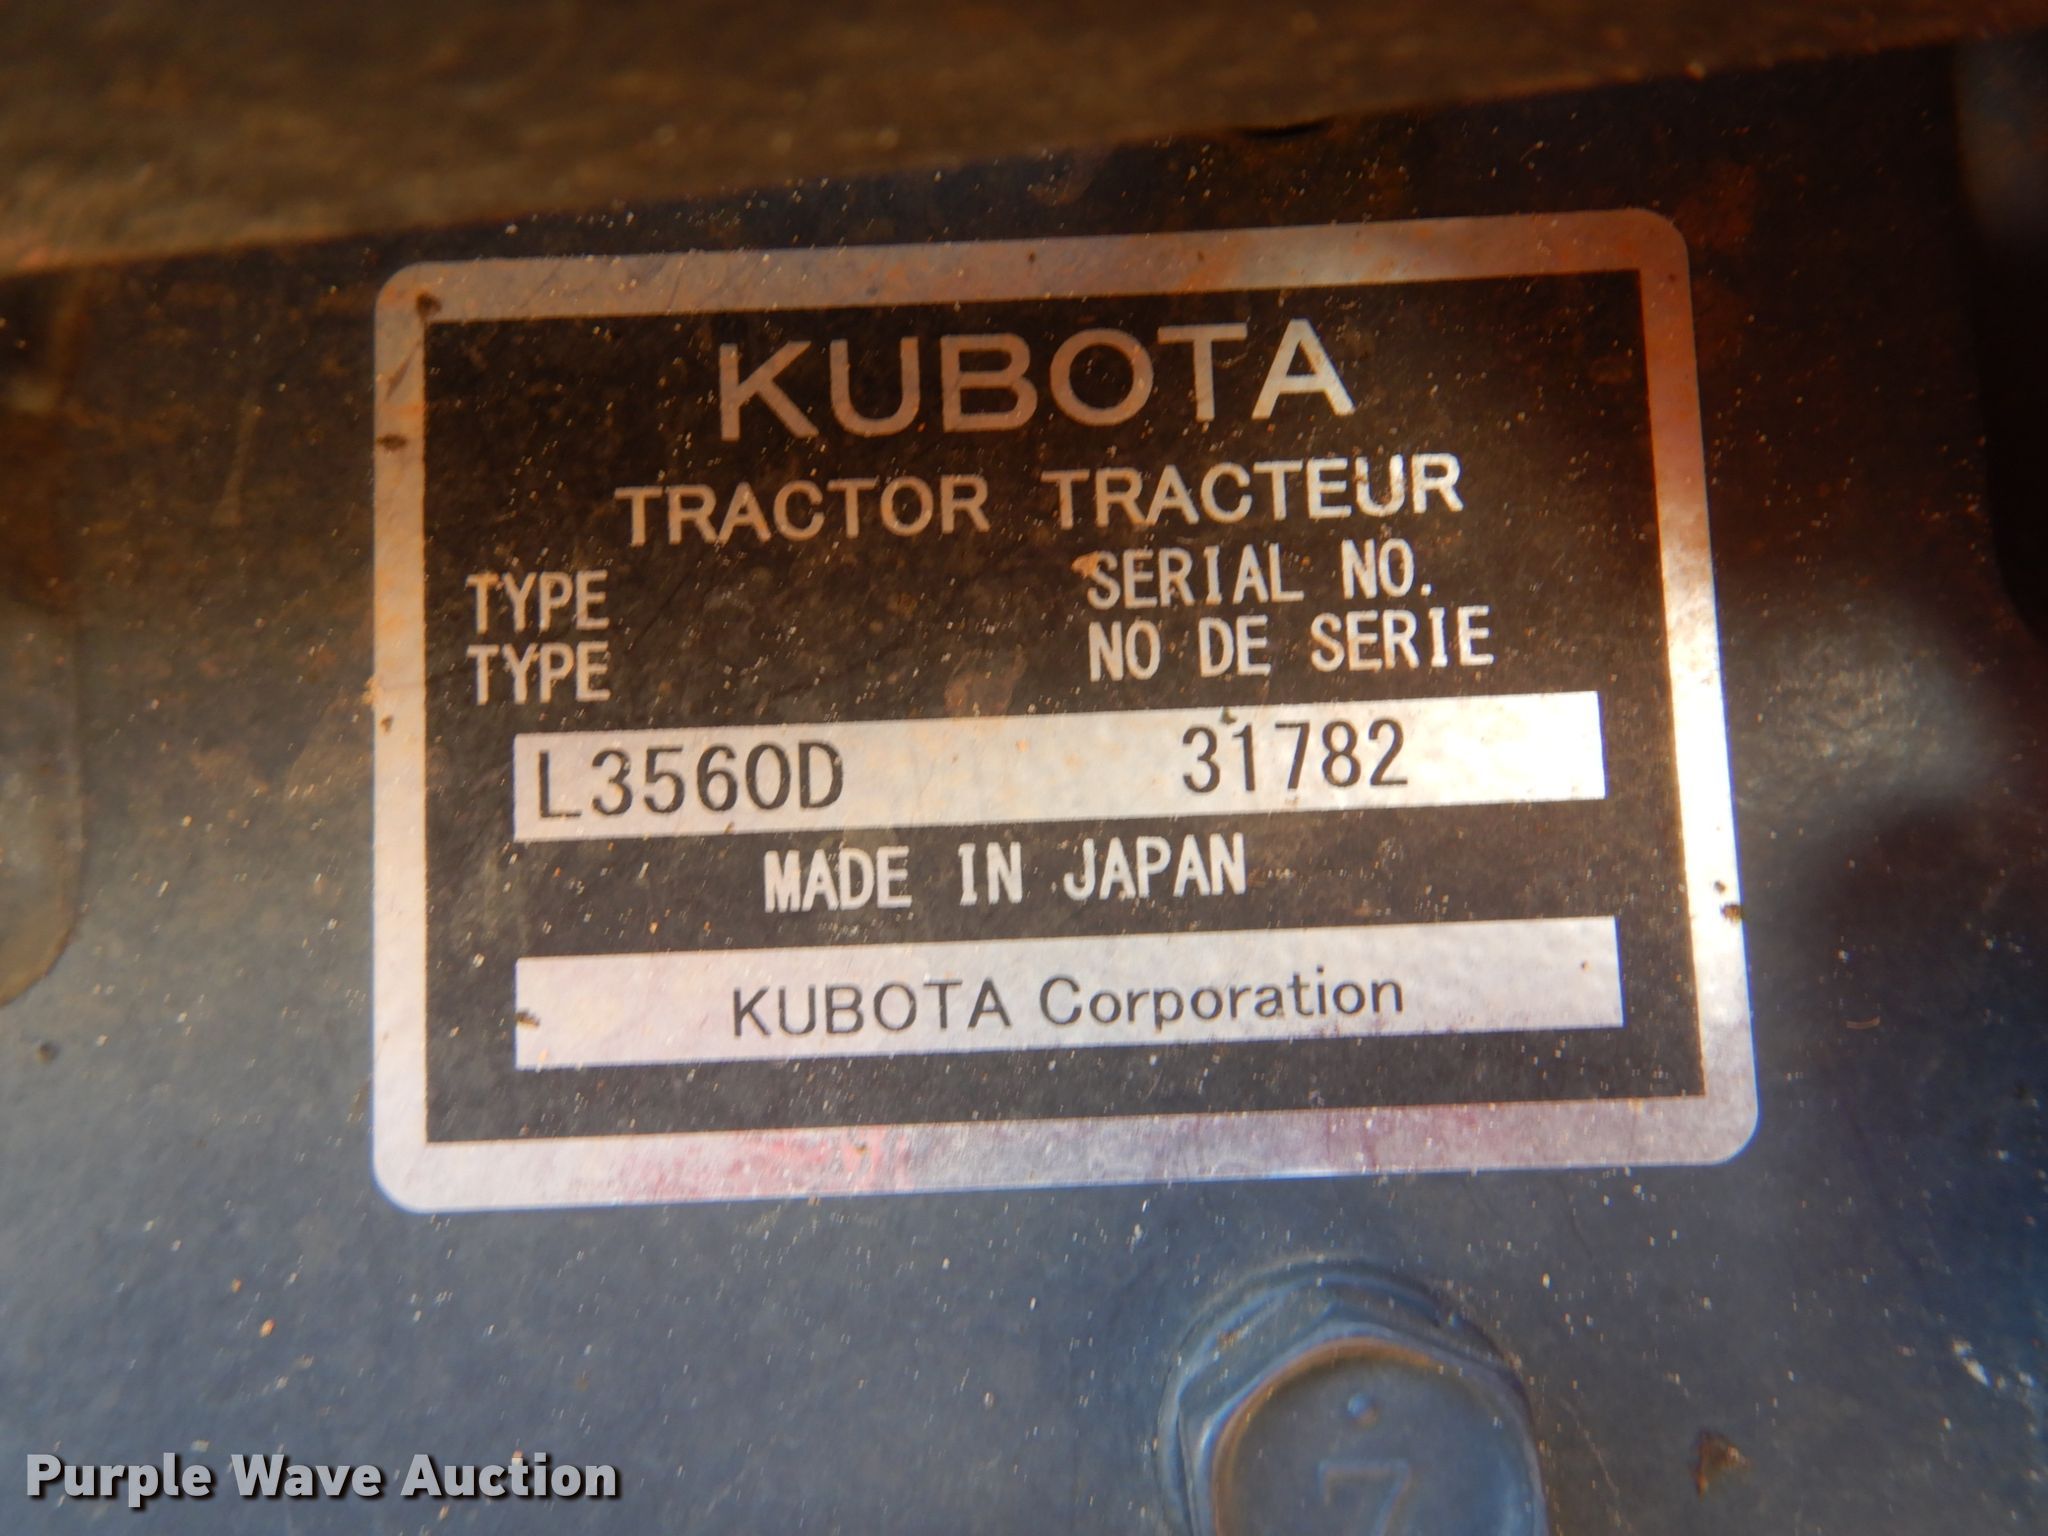 KUBOTA
TRACTOR TRACTEUR
TYPE SERIAL NO.
TYPE NO DE SERIE
L3560D 31782
MADE IN JAPAN
KUBOTA Corporation
7
Purple Wave Auction